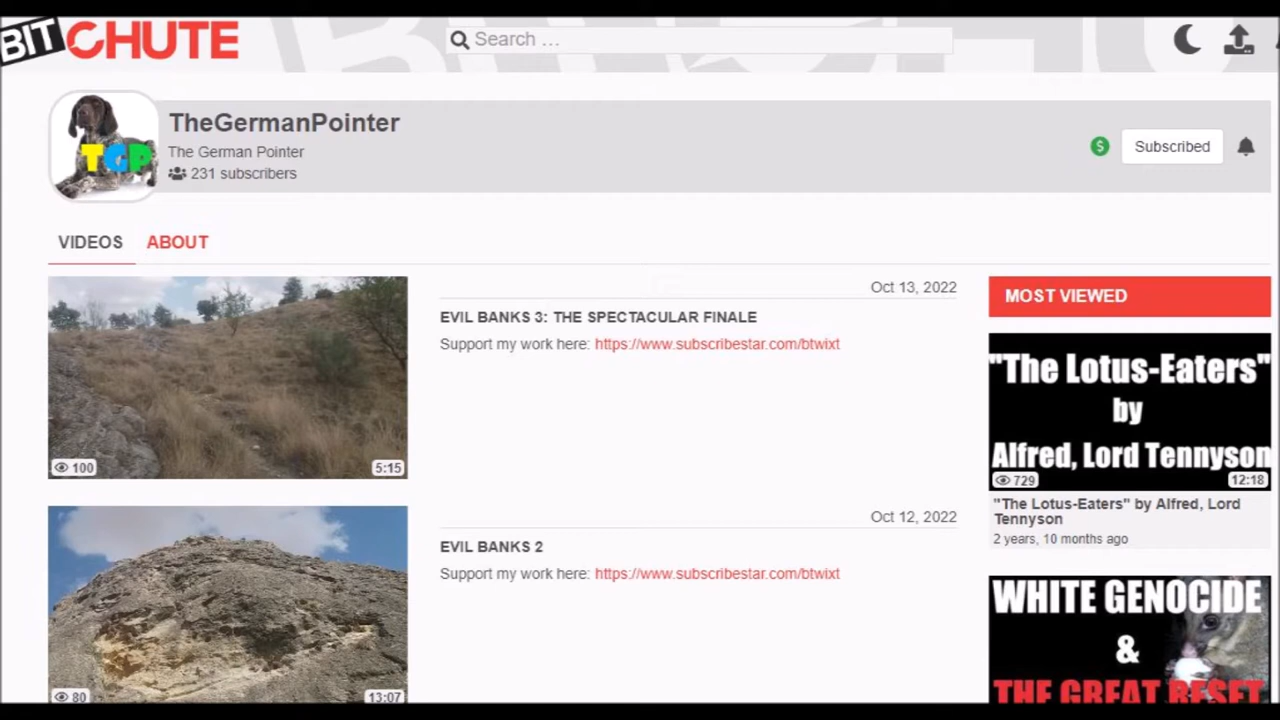 BITCHUTE
Search …
TGP
TheGermanPointer
The German Pointer
231 subscribers
$
Subscribed
VIDEOS
ABOUT
100
5:15
Oct 13, 2022
EVIL BANKS 3: THE SPECTACULAR FINALE
Support my work here: https://www.subscribestar.com/btwixt
80
13:07
Oct 12, 2022
EVIL BANKS 2
Support my work here: https://www.subscribestar.com/btwixt
MOST VIEWED
"The Lotus-Eaters"
by
Alfred, Lord Tennyson
729
12:18
"The Lotus-Eaters" by Alfred, Lord
Tennyson
2 years, 10 months ago
WHITE GENOCIDE
&
THE GREAT RESET